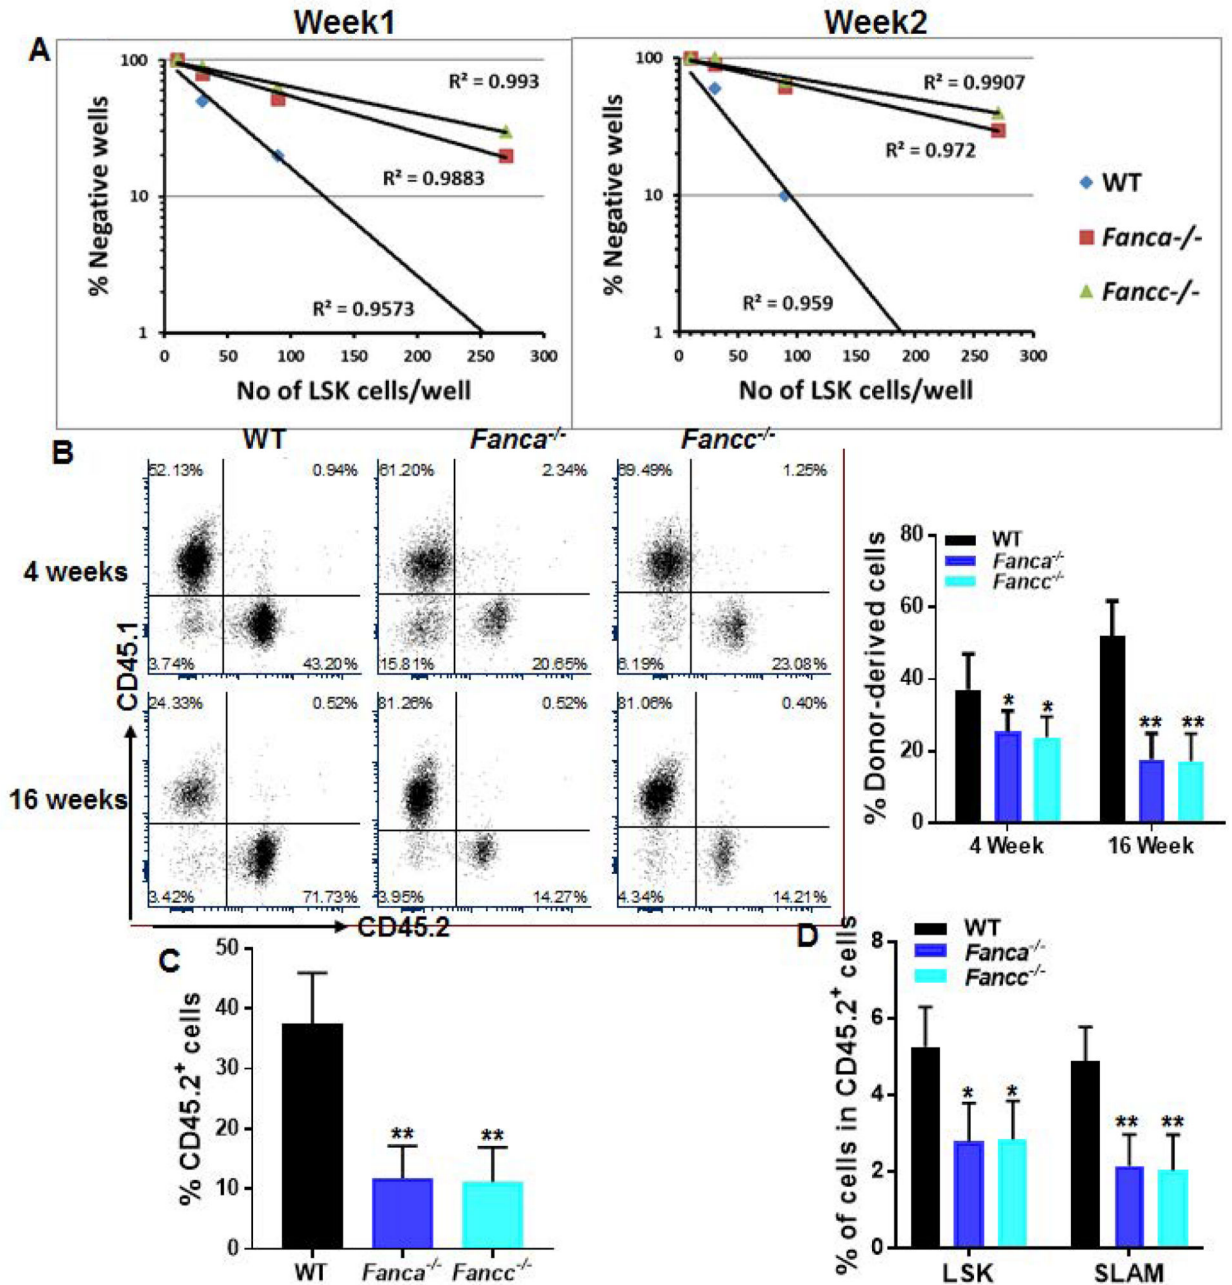 Week1
Week2
A
100
10
1
% Negative wells
0
50
100
150
200
250
300
No of LSK cells/well
R² = 0.993
R² = 0.9883
R² = 0.9573
100
10
1
% Negative wells
0
50
100
150
200
250
300
No of LSK cells/well
R² = 0.9907
R² = 0.972
R² = 0.959
WT
Fanca-/-
Fancc-/-
B
WT
Fanca-/-
Fancc-/-
4 weeks
52.13%
0.94%
3.74%
43.20%
61.20%
2.34%
15.81%
20.65%
69.49%
1.25%
6.19%
23.08%
16 weeks
24.33%
0.52%
3.42%
71.73%
81.26%
0.52%
3.95%
14.27%
81.06%
0.40%
4.34%
14.21%
CD45.1
CD45.2
% Donor-derived cells
80
60
40
20
0
WT
Fanca-/-
Fancc-/-
*
*
**
**
4 Week
16 Week
C
% CD45.2+ cells
50
40
30
20
10
0
**
**
WT
Fanca-/-
Fancc-/-
D
% of cells in CD45.2+ cells
8
6
4
2
0
WT
Fanca-/-
Fancc-/-
*
*
**
**
LSK
SLAM